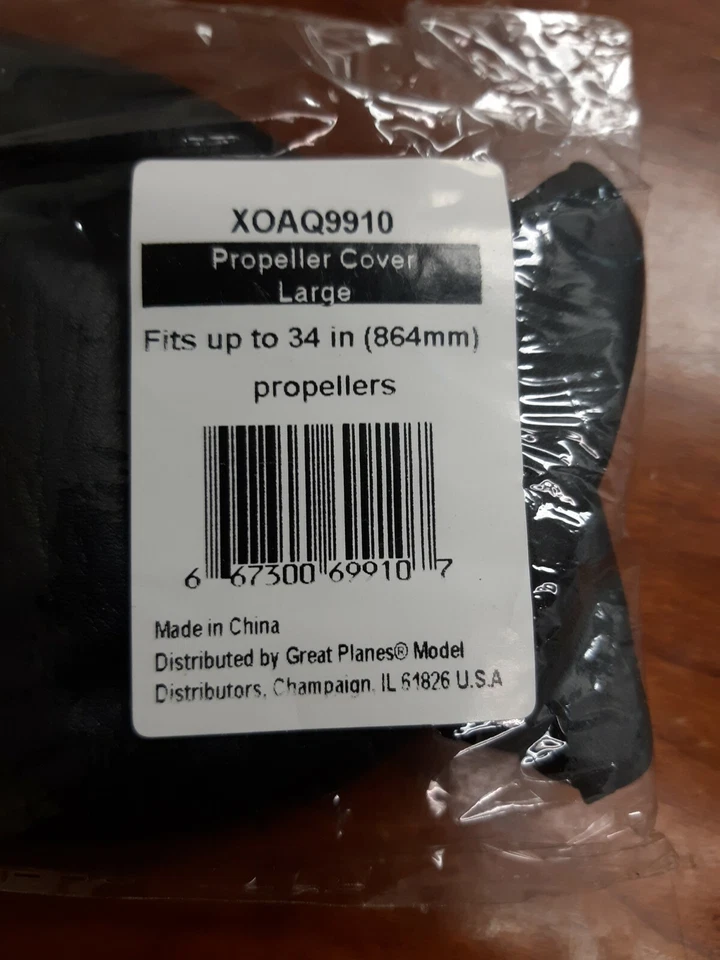 XOAQ9910
Propeller Cover
Large
Fits up to 34 in (864mm)
propellers
6 67300 69910 7
Made in China
Distributed by Great Planes® Model
Distributors, Champaign, IL 61826 U.S.A